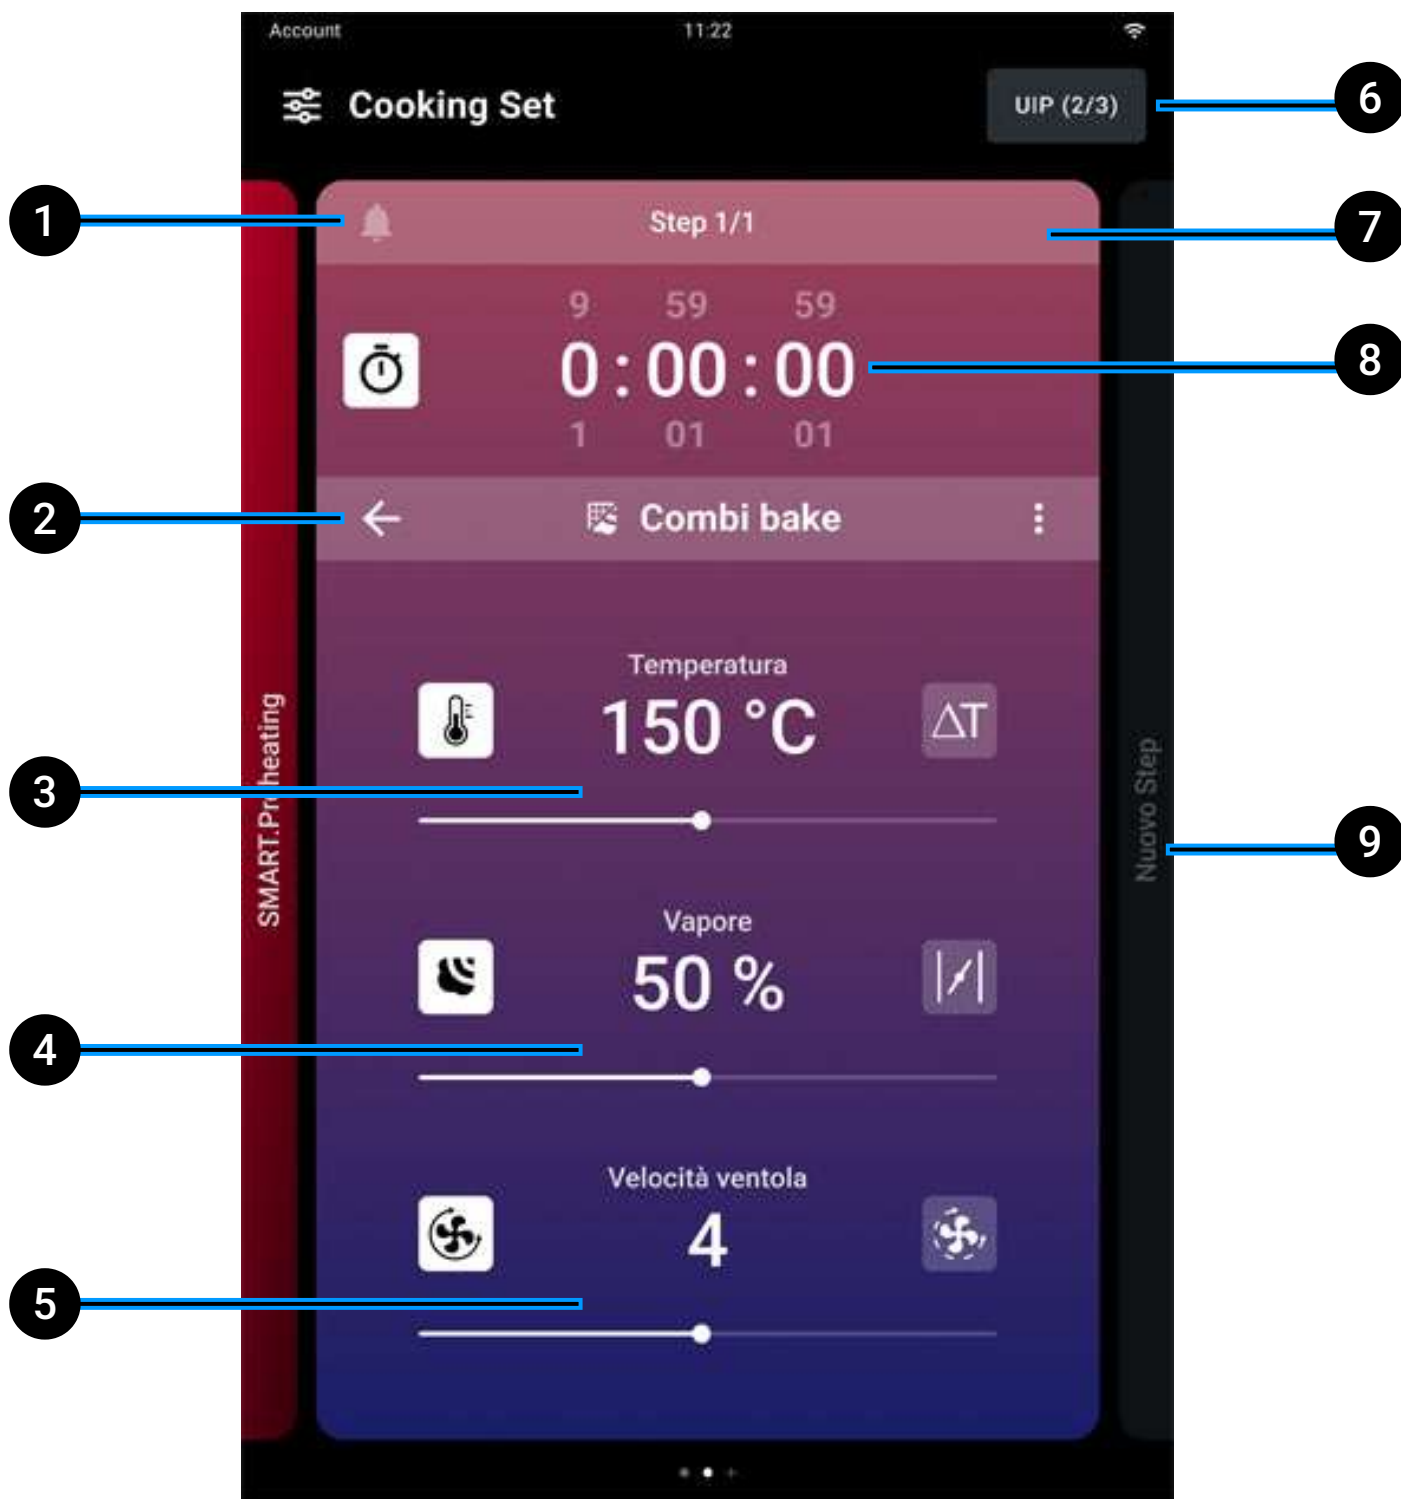 Account 11:22
Cooking Set UIP (2/3)
6
1 Step 1/1 7
9 59 59
0 : 00 : 00 8
1 01 01
2 Combi bake
Temperatura
150 °C ΔT
3
SMART.Preheating
Nuovo Step
9
Vapore
50 %
4
Velocità ventola
4
5